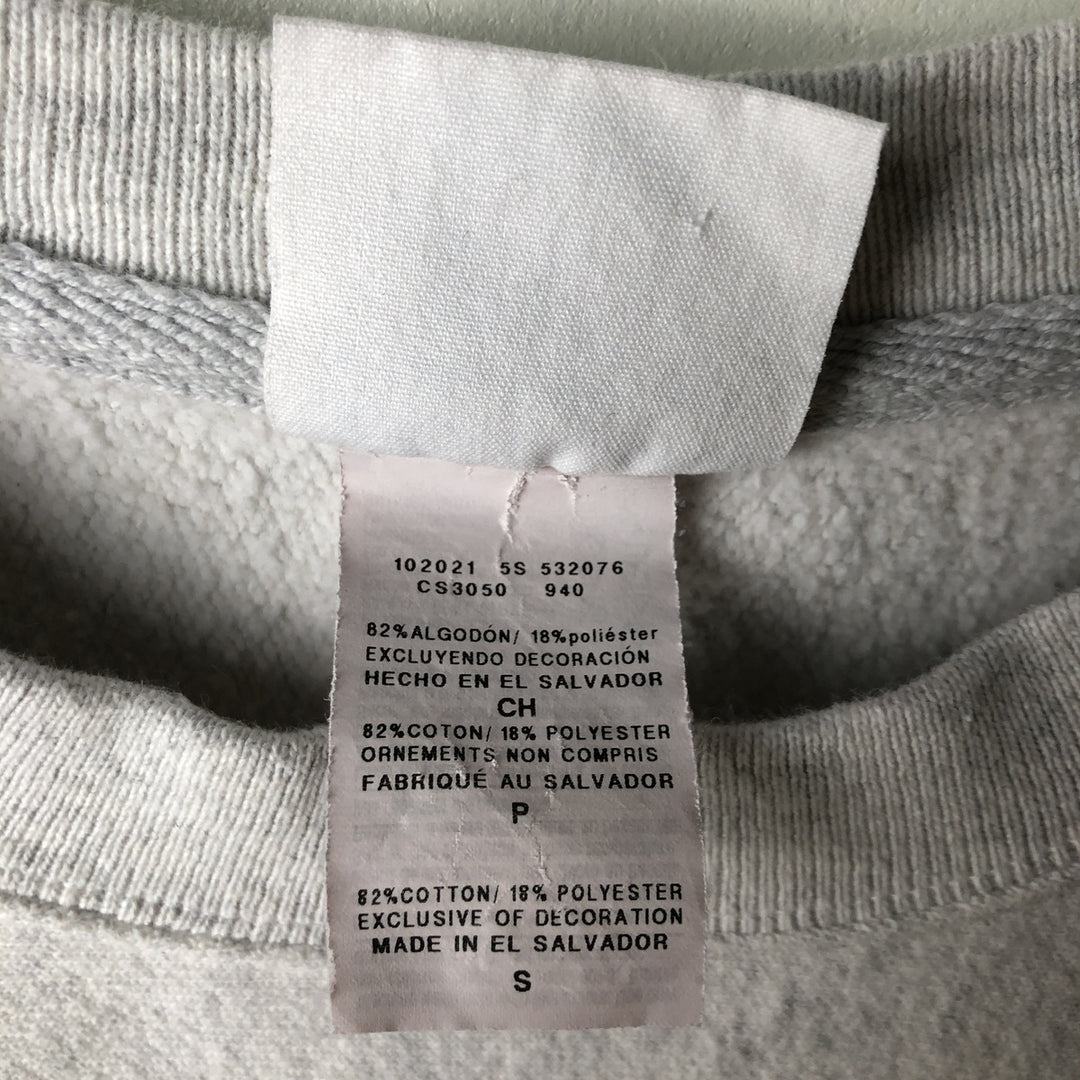 102021 5S 532076
CS3050 940
82%ALGODÓN/ 18%poliéster
EXCLUYENDO DECORACIÓN
HECHO EN EL SALVADOR
CH
82%COTON/ 18% POLYESTER
ORNEMENTS NON COMPRIS
FABRIQUÉ AU SALVADOR
P
82%COTTON/ 18% POLYESTER
EXCLUSIVE OF DECORATION
MADE IN EL SALVADOR
S